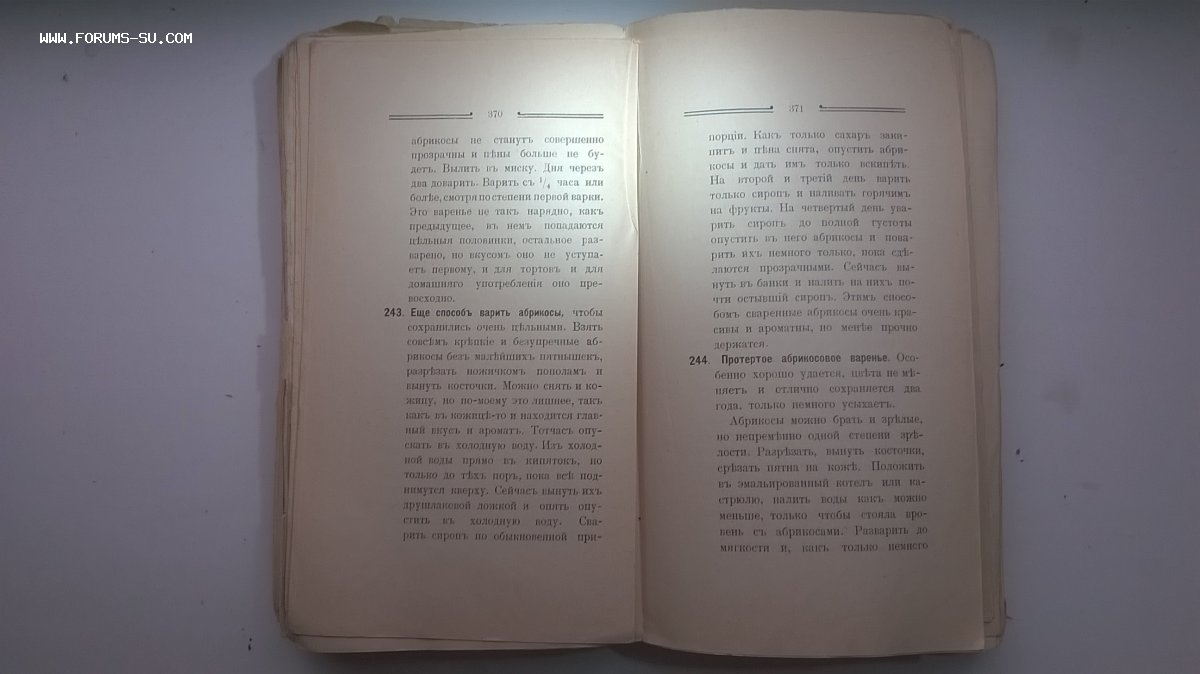 WWW.FORUMS-SU.COM
370
абрикосы не станутъ совершенно
прозрачны и пѣны больше не бу-
детъ. Вылить въ миску. Дня черезъ
два доварить. Варить съ 1/4 часа или
болѣе, смотря по степени первой варки.
Это варенье не такъ нарядно, какъ
предыдущее, въ немъ попадаются
цѣльныя половинки, остальное раз-
варено, но вкусомъ оно не уступа-
етъ первому, и для тортовъ и для
домашняго употребленія оно пре-
восходно.
243. Еще способъ варить абрикосы, чтобы
сохранились очень цѣльными. Взять
совсѣмъ крѣпкіе и безупречные аб-
рикосы безъ малѣйшихъ пятнышекъ,
разрѣзать ножичкомъ пополамъ и
вынуть косточки. Можно снять и ко-
жицу, но по-моему это лишнее, такъ
какъ въ кожицѣ-то и находится глав-
ный вкусъ и ароматъ. Тотчасъ опу-
скать въ холодную воду. Изъ холод-
ной воды прямо въ кипятокъ, но
только до тѣхъ поръ, пока всѣ под-
нимутся кверху. Сейчасъ вынуть ихъ
друшлаковой ложкой и опять опу-
стить въ холодную воду. Сва-
рить сиропъ по обыкновенной при-
371
порціи. Какъ только сахаръ заки-
питъ и пѣна снята, опустить абри-
косы и дать имъ только вскипѣть.
На второй и третій день варить
только сиропъ и наливать горячимъ
на фрукты. На четвертый день ува-
рить сиропъ до полной густоты
опустить въ него абрикосы и пова-
рить ихъ немного только, пока сдѣ-
лаются прозрачными. Сейчасъ вы-
нуть въ банки и налить на нихъ по-
чти остывшій сиропъ. Этимъ спосо-
бомъ сваренные абрикосы очень кра-
сивы и ароматны, но менѣе прочно
держатся.
244. Протертое абрикосовое варенье. Осо-
бенно хорошо удается, цвѣта не мѣ-
няетъ и отлично сохраняется два
года, только немного усыхаетъ.
Абрикосы можно брать и зрѣлые,
но непремѣнно одной степени зрѣ-
лости. Разрѣзать, вынуть косточки,
срѣзать пятна на кожѣ. Положить
въ эмальированный котелъ или ка-
стрюлю, налить воды какъ можно
меньше, только чтобы стояла вро-
вень съ абрикосами. Разварить до
мягкости и, какъ только немного